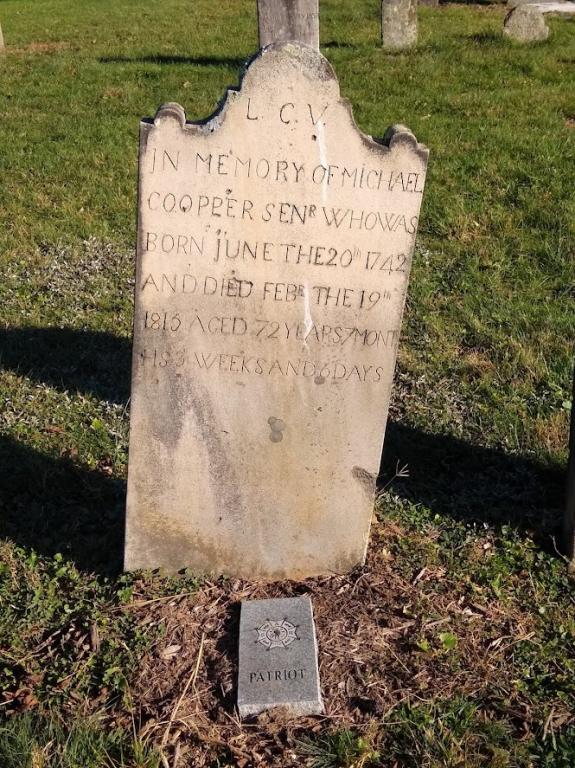 L C V
IN MEMORY OF MICHAEL
COOPPER SENR WHO WAS
BORN JUNE THE 20th 1742
AND DIED FEBR THE 19th
1815 AGED 72 YEARS 7 MONT
HS 3 WEEKS AND 6 DAYS
PATRIOT